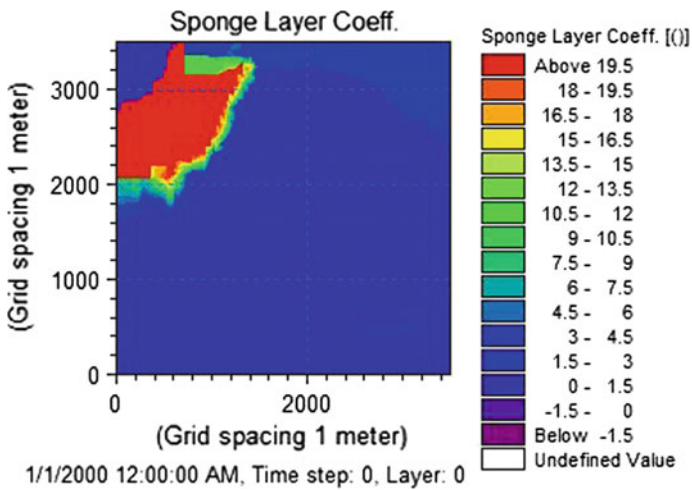 Sponge Layer Coeff.
Sponge Layer Coeff. [()]
Above 19.5
18 - 19.5
16.5 - 18
15 - 16.5
13.5 - 15
12 - 13.5
10.5 - 12
9 - 10.5
7.5 - 9
6 - 7.5
4.5 - 6
3 - 4.5
1.5 - 3
0 - 1.5
-1.5 - 0
Below -1.5
Undefined Value
(Grid spacing 1 meter)
3000
2000
1000
0
0 2000
(Grid spacing 1 meter)
1/1/2000 12:00:00 AM, Time step: 0, Layer: 0